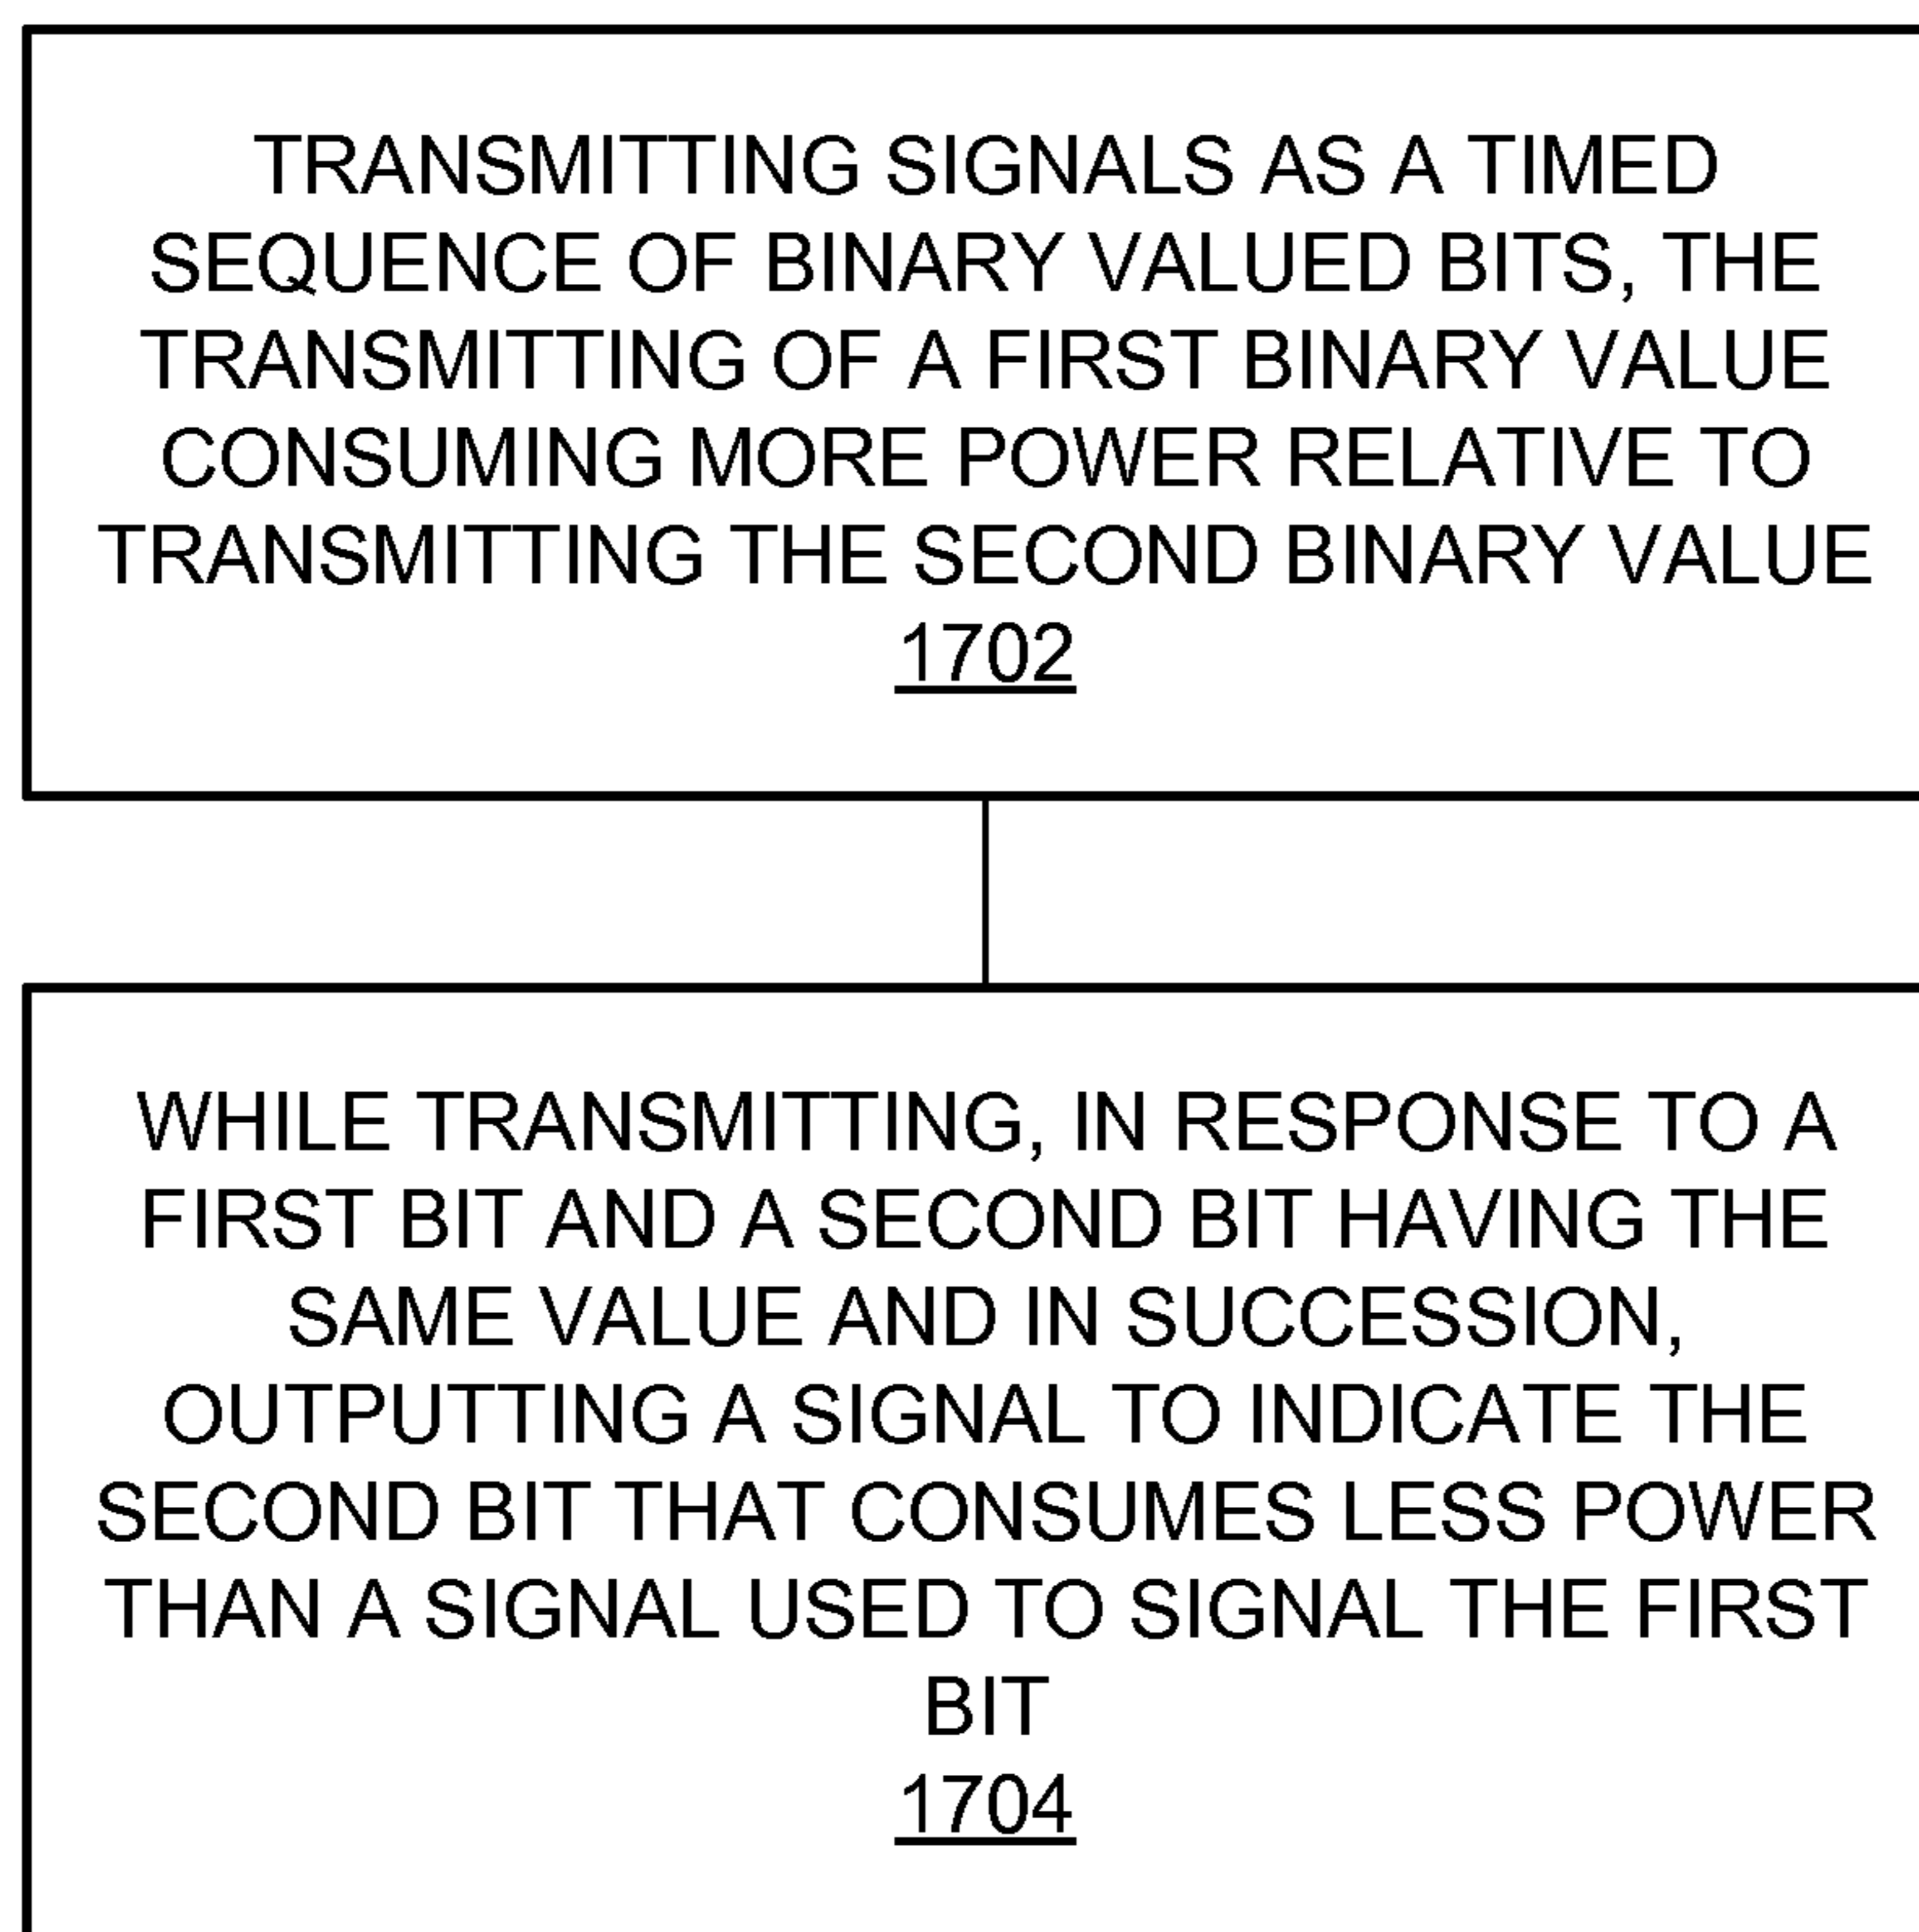 TRANSMITTING SIGNALS AS A TIMED
SEQUENCE OF BINARY VALUED BITS, THE
TRANSMITTING OF A FIRST BINARY VALUE
CONSUMING MORE POWER RELATIVE TO
TRANSMITTING THE SECOND BINARY VALUE
1702
WHILE TRANSMITTING, IN RESPONSE TO A
FIRST BIT AND A SECOND BIT HAVING THE
SAME VALUE AND IN SUCCESSION,
OUTPUTTING A SIGNAL TO INDICATE THE
SECOND BIT THAT CONSUMES LESS POWER
THAN A SIGNAL USED TO SIGNAL THE FIRST
BIT
1704